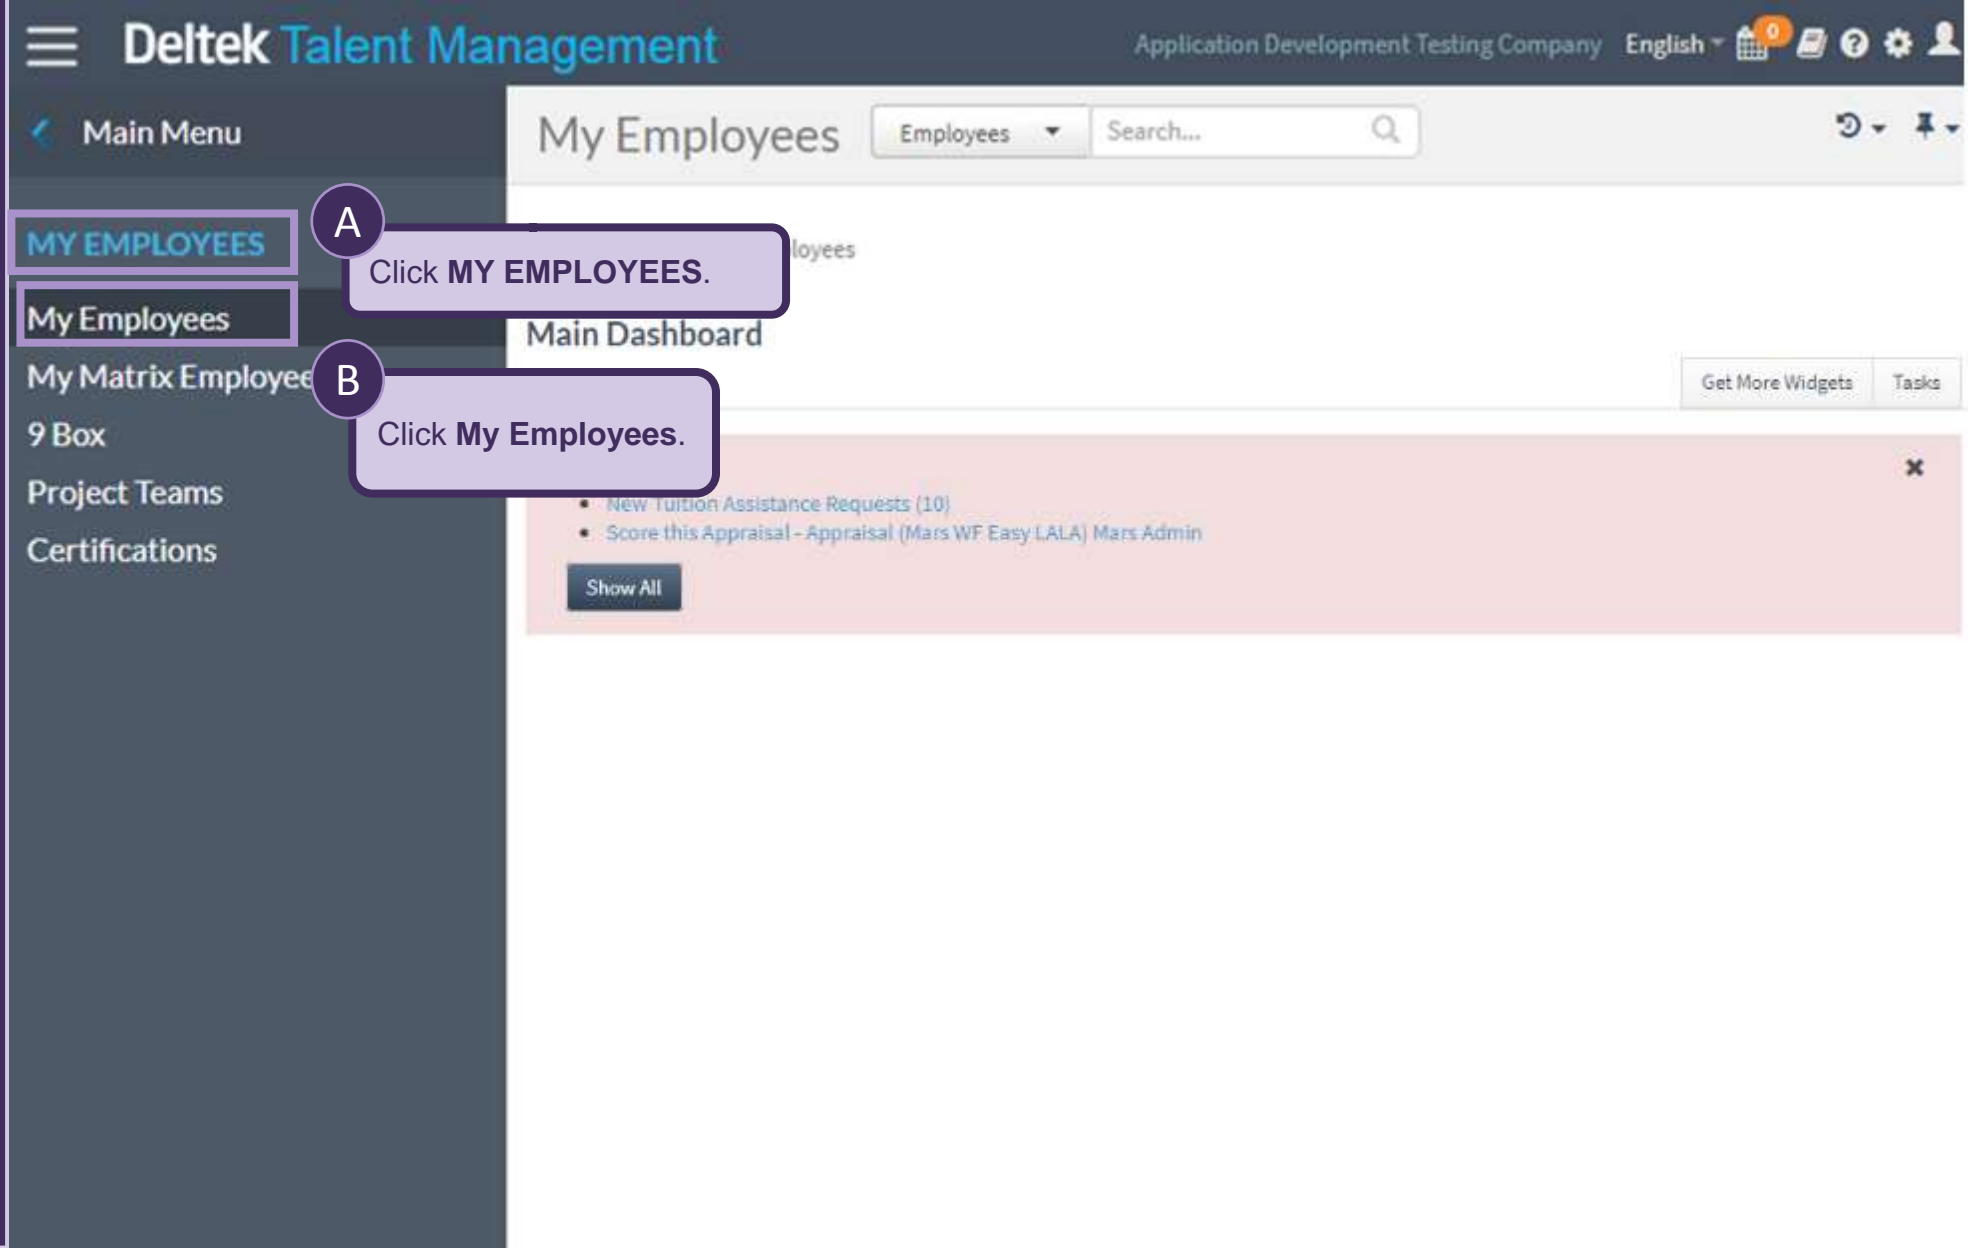 Deltek Talent Management
Application Development Testing Company English 0
Main Menu
My Employees Employees Search...
MY EMPLOYEES
A
Click MY EMPLOYEES.
loyees
My Employees
Main Dashboard
My Matrix Employee
B
Get More Widgets Tasks
9 Box
Click My Employees.
Project Teams
New Tuition Assistance Requests (10)
Score this Appraisal - Appraisal (Mars WF Easy LALA) Mars Admin
Certifications
Show All